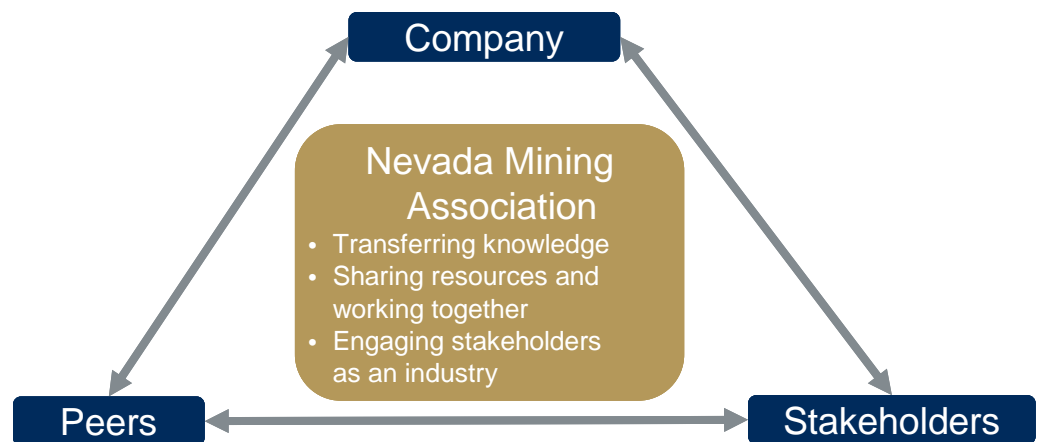 Company
Nevada Mining
Association
• Transferring knowledge
• Sharing resources and
working together
• Engaging stakeholders
as an industry
Peers
Stakeholders